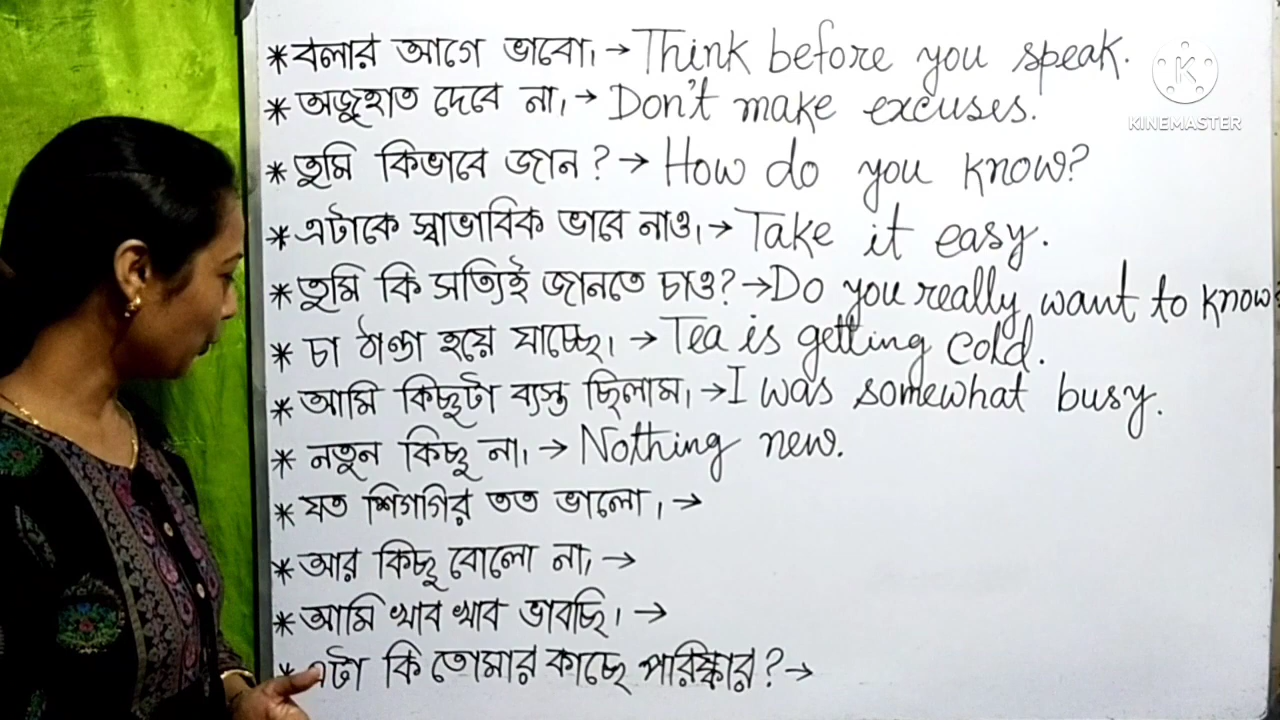 * বলার আগে ভাবো। → Think before you speak.
* অজুহাত দেবে না। → Don't make excuses.
* তুমি কিভাবে জান? → How do you know?
* এটাকে স্বাভাবিক ভাবে নাও। → Take it easy.
* তুমি কি সত্যিই জানতে চাও? → Do you really want to know?
* চা ঠান্ডা হয়ে যাচ্ছে। → Tea is getting cold.
* আমি কিছুটা ব্যস্ত ছিলাম। → I was somewhat busy.
* নতুন কিছু না। → Nothing new.
* যত শিগগির তত ভালো। →
* আর কিছু বোলো না। →
* আমি খাব খাব ভাবছি। →
* এটা কি তোমার কাছে পরিষ্কার? →
KINEMASTER